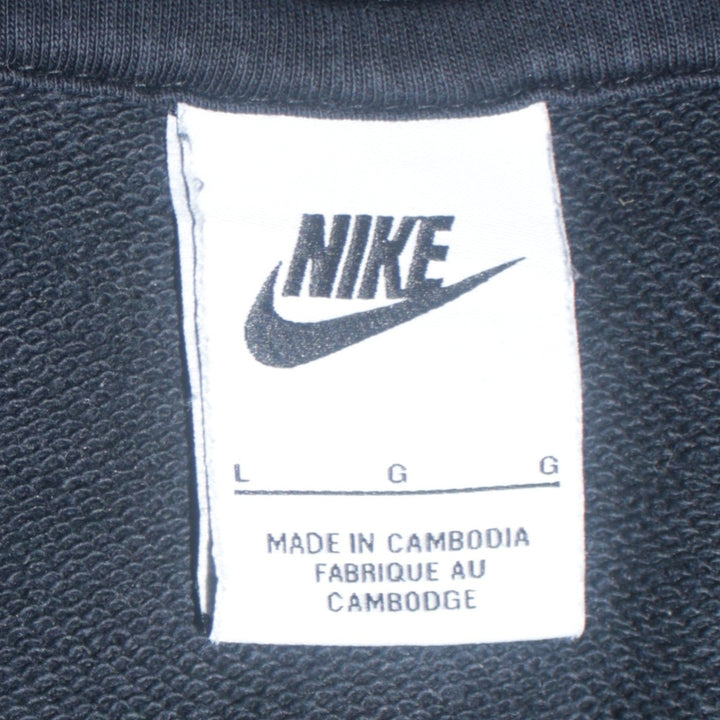 NIKE
L G G
MADE IN CAMBODIA
FABRIQUE AU
CAMBODGE